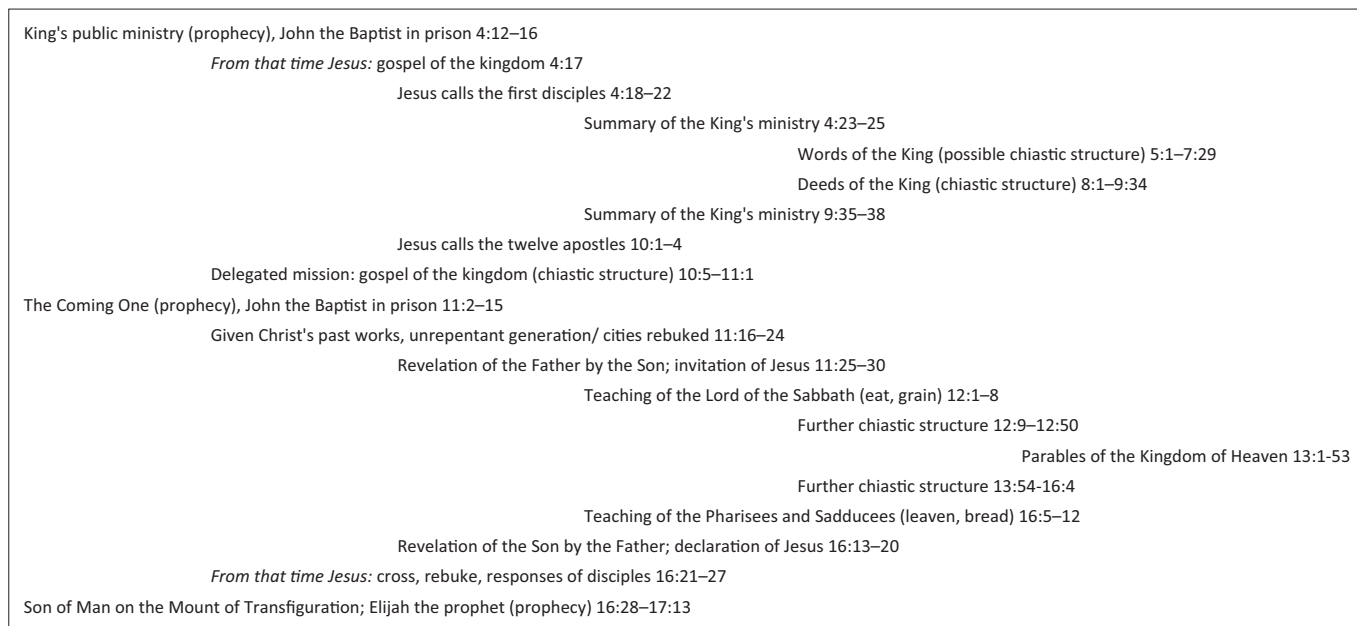 King's public ministry (prophecy), John the Baptist in prison 4:12–16
From that time Jesus: gospel of the kingdom 4:17
Jesus calls the first disciples 4:18–22
Summary of the King's ministry 4:23–25
Words of the King (possible chiastic structure) 5:1–7:29
Deeds of the King (chiastic structure) 8:1–9:34
Summary of the King's ministry 9:35–38
Jesus calls the twelve apostles 10:1–4
Delegated mission: gospel of the kingdom (chiastic structure) 10:5–11:1
The Coming One (prophecy), John the Baptist in prison 11:2–15
Given Christ's past works, unrepentant generation/ cities rebuked 11:16–24
Revelation of the Father by the Son; invitation of Jesus 11:25–30
Teaching of the Lord of the Sabbath (eat, grain) 12:1–8
Further chiastic structure 12:9–12:50
Parables of the Kingdom of Heaven 13:1-53
Further chiastic structure 13:54-16:4
Teaching of the Pharisees and Sadducees (leaven, bread) 16:5–12
Revelation of the Son by the Father; declaration of Jesus 16:13–20
From that time Jesus: cross, rebuke, responses of disciples 16:21–27
Son of Man on the Mount of Transfiguration; Elijah the prophet (prophecy) 16:28–17:13